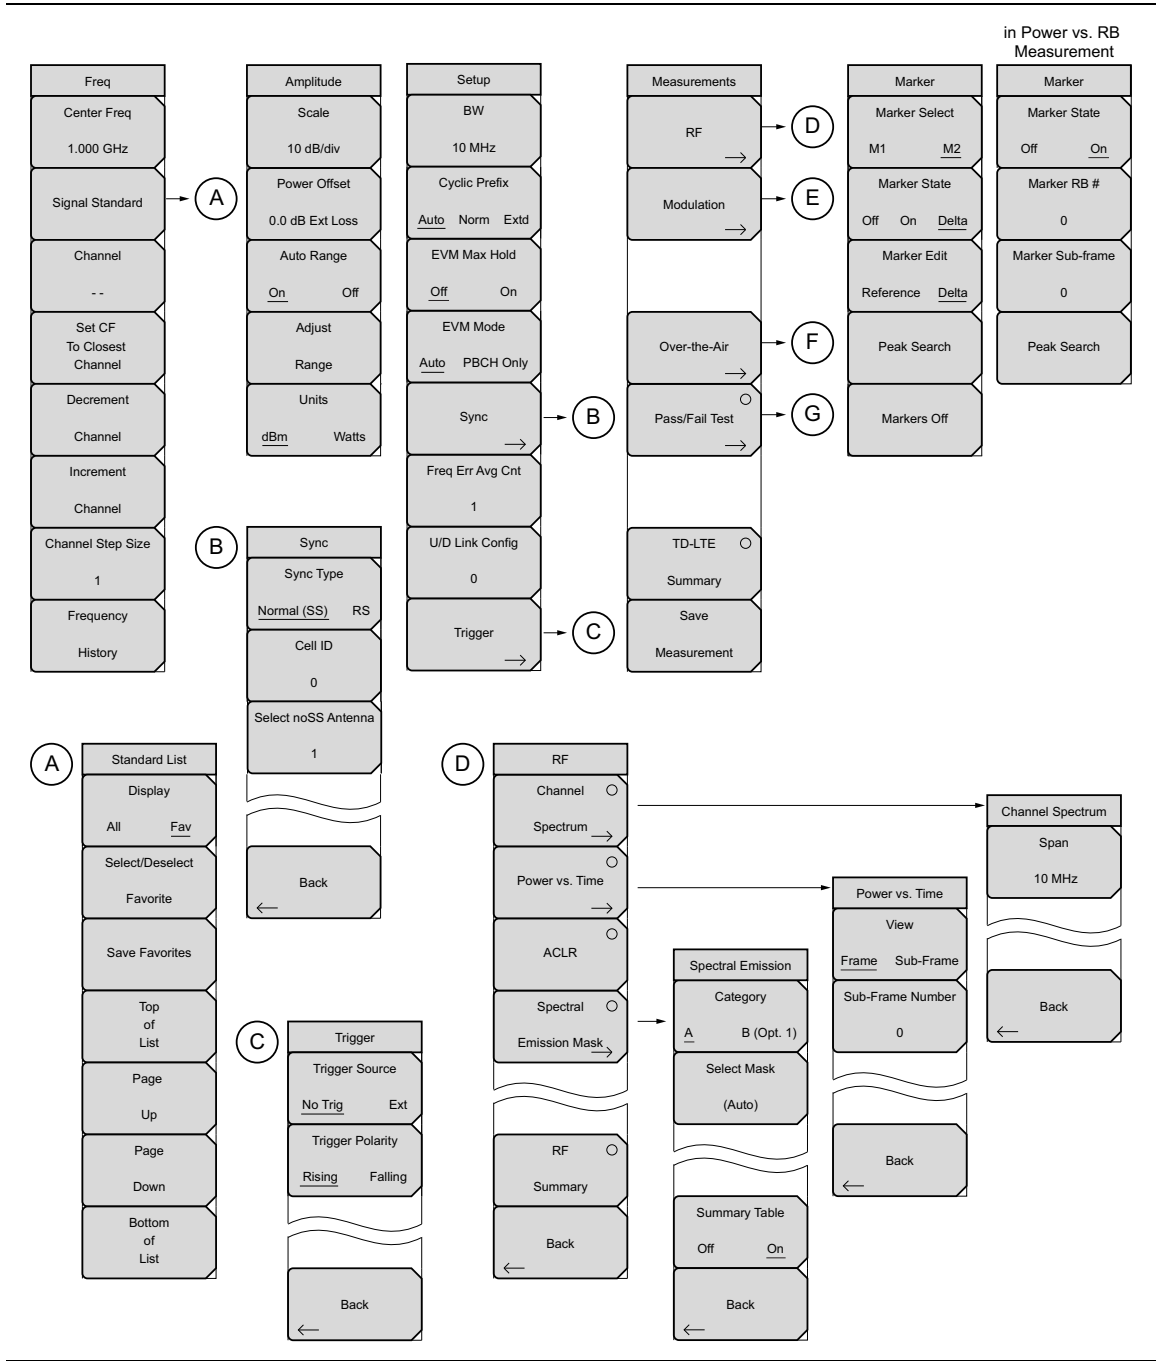 in Power vs. RB
Measurement
Freq
Center Freq
1.000 GHz
Signal Standard
Channel
- -
Set CF
To Closest
Channel
Decrement
Channel
Increment
Channel
Channel Step Size
1
Frequency
History
A
Amplitude
Scale
10 dB/div
Power Offset
0.0 dB Ext Loss
Auto Range
On Off
Adjust
Range
Units
dBm Watts
Setup
BW
10 MHz
Cyclic Prefix
Auto Norm Extd
EVM Max Hold
Off On
EVM Mode
Auto PBCH Only
Sync
Freq Err Avg Cnt
1
U/D Link Config
0
Trigger
B
C
Measurements
RF
Modulation
Over-the-Air
Pass/Fail Test
TD-LTE
Summary
Save
Measurement
D
E
F
G
Marker
Marker Select
M1 M2
Marker State
Off On Delta
Marker Edit
Reference Delta
Peak Search
Markers Off
Marker
Marker State
Off On
Marker RB #
0
Marker Sub-frame
0
Peak Search
B
Sync
Sync Type
Normal (SS) RS
Cell ID
0
Select noSS Antenna
1
Back
A
Standard List
Display
All Fav
Select/Deselect
Favorite
Save Favorites
Top
of
List
Page
Up
Page
Down
Bottom
of
List
C
Trigger
Trigger Source
No Trig Ext
Trigger Polarity
Rising Falling
Back
D
RF
Channel
Spectrum
Power vs. Time
ACLR
Spectral
Emission Mask
RF
Summary
Back
Spectral Emission
Category
A B (Opt. 1)
Select Mask
(Auto)
Summary Table
Off On
Back
Power vs. Time
View
Frame Sub-Frame
Sub-Frame Number
0
Back
Channel Spectrum
Span
10 MHz
Back